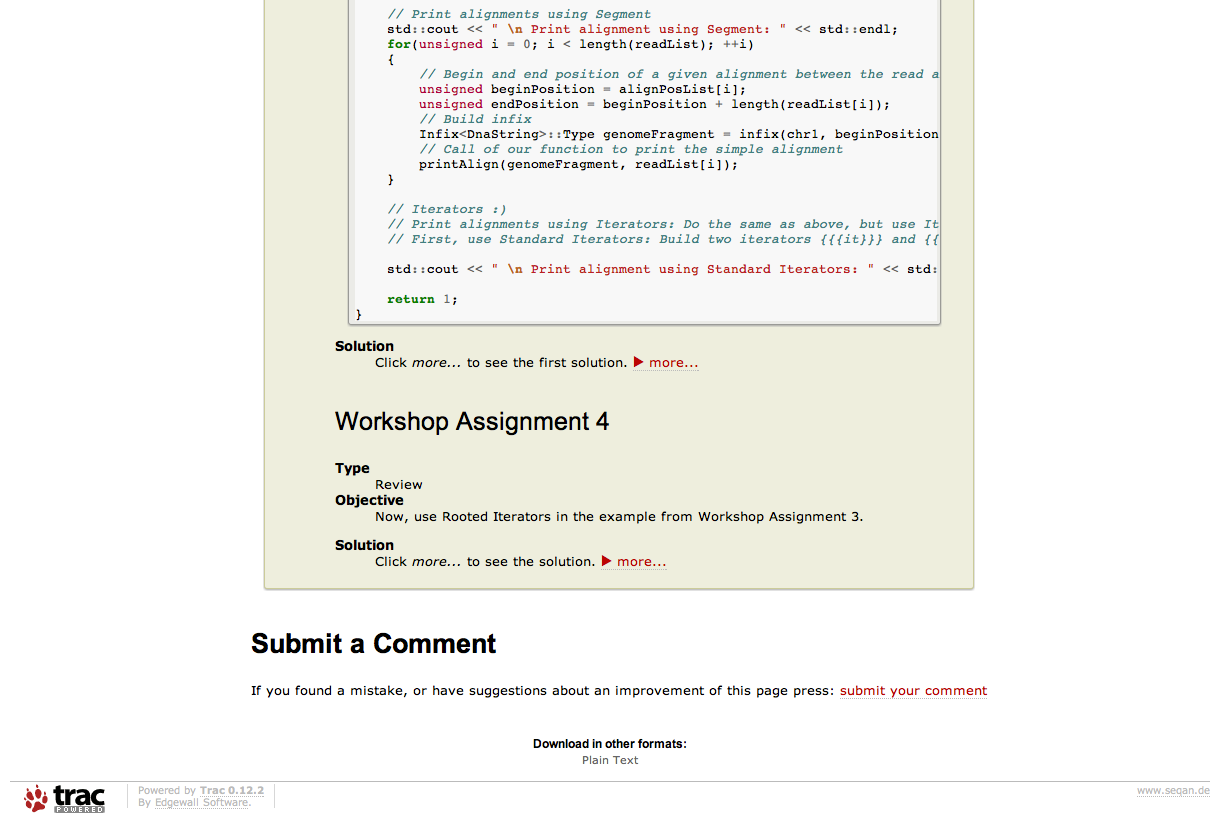 // Print alignments using Segment
std::cout << " \n Print alignment using Segment: " << std::endl;
for(unsigned i = 0; i < length(readList); ++i)
{
// Begin and end position of a given alignment between the read a
unsigned beginPosition = alignPosList[i];
unsigned endPosition = beginPosition + length(readList[i]);
// Build infix
Infix<DnaString>::Type genomeFragment = infix(chr1, beginPosition
// Call of our function to print the simple alignment
printAlign(genomeFragment, readList[i]);
}
// Iterators :)
// Print alignments using Iterators: Do the same as above, but use It
// First, use Standard Iterators: Build two iterators {{{it}}} and {{
std::cout << " \n Print alignment using Standard Iterators: " << std:
return 1;
}
Solution
Click more... to see the first solution. ▶ more...
Workshop Assignment 4
Type
Review
Objective
Now, use Rooted Iterators in the example from Workshop Assignment 3.
Solution
Click more... to see the solution. ▶ more...
Submit a Comment
If you found a mistake, or have suggestions about an improvement of this page press: submit your comment
Download in other formats:
Plain Text
trac
POWERED
Powered by Trac 0.12.2
By Edgewall Software.
www.seqan.de